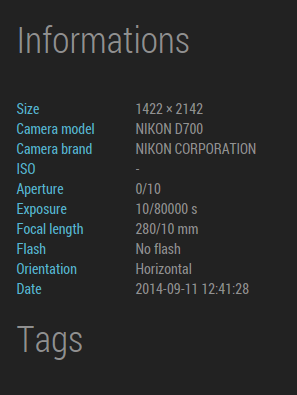 Informations
Size 1422 × 2142
Camera model NIKON D700
Camera brand NIKON CORPORATION
ISO -
Aperture 0/10
Exposure 10/80000 s
Focal length 280/10 mm
Flash No flash
Orientation Horizontal
Date 2014-09-11 12:41:28
Tags